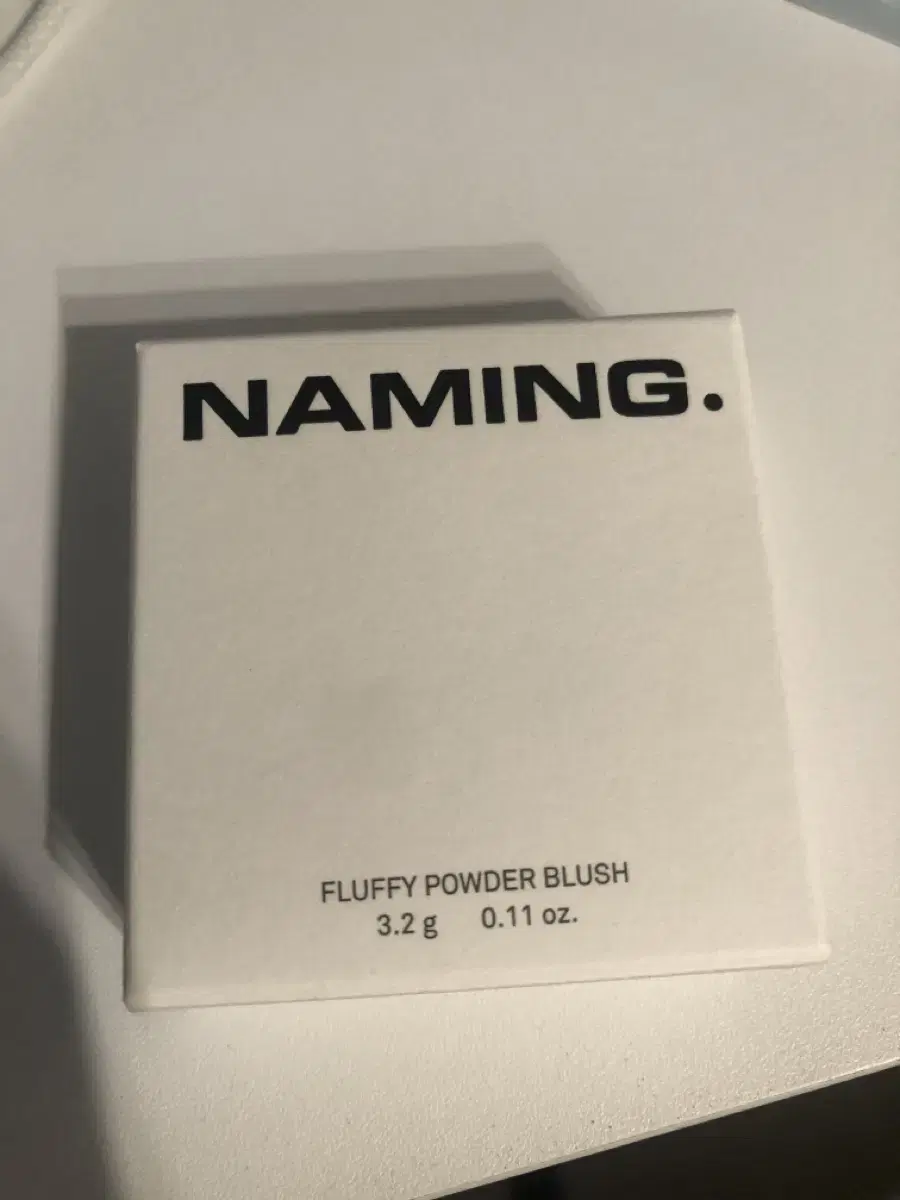 NAMING.
FLUFFY POWDER BLUSH
3.2 g 0.11 oz.